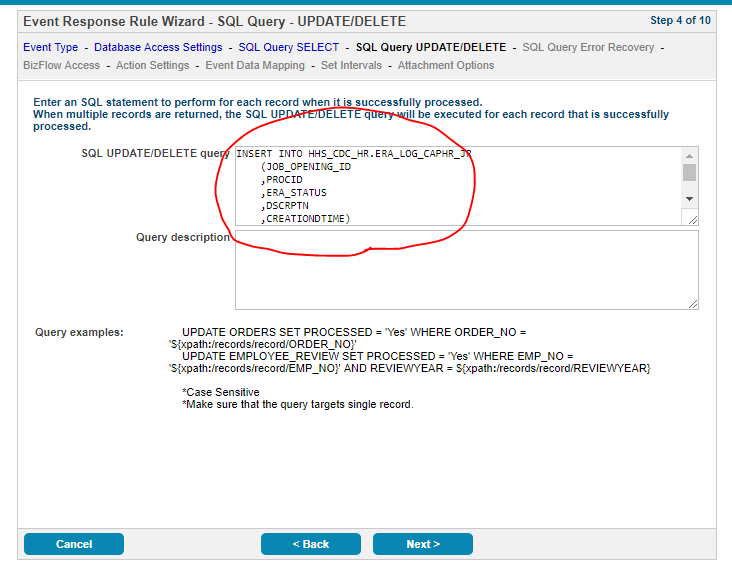 Event Response Rule Wizard - SQL Query - UPDATE/DELETE
Step 4 of 10
Event Type - Database Access Settings - SQL Query SELECT - SQL Query UPDATE/DELETE - SQL Query Error Recovery -
BizFlow Access - Action Settings - Event Data Mapping - Set Intervals - Attachment Options
Enter an SQL statement to perform for each record when it is successfully processed.
When multiple records are returned, the SQL UPDATE/DELETE query will be executed for each record that is successfully
processed.
SQL UPDATE/DELETE query
INSERT INTO HHS_CDC_HR.ERA_LOG_CAPHR_JR
(JOB_OPENING_ID
,PROCID
,ERA_STATUS
,DSCRPTN
,CREATIONDTIME)
Query description
Query examples:
UPDATE ORDERS SET PROCESSED = 'Yes' WHERE ORDER_NO =
'${xpath:/records/record/ORDER_NO}'
UPDATE EMPLOYEE_REVIEW SET PROCESSED = 'Yes' WHERE EMP_NO =
'${xpath:/records/record/EMP_NO}' AND REVIEWYEAR = ${xpath:/records/record/REVIEWYEAR}
*Case Sensitive
*Make sure that the query targets single record.
Cancel
< Back
Next >